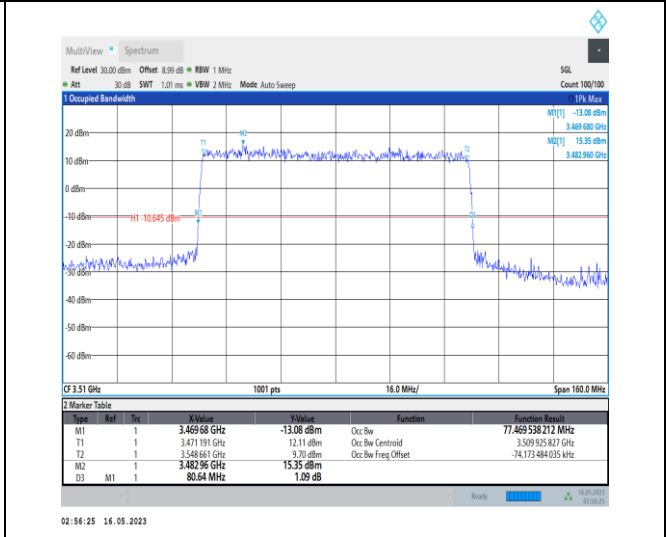 MultiView Spectrum
Ref Level 30.00 dBm Offset 8.99 dB RBW 1 MHz SGL
Att 30 dB SWT 1.01 ms VBW 2 MHz Mode Auto Sweep Count 100/100
1 Occupied Bandwidth 1Pk Max
M1[1] -13.08 dBm
3.469 680 GHz
M2[1] 15.35 dBm
3.482 960 GHz
20 dBm
M2
T1
T2
10 dBm
0 dBm
M1
-10 dBm
H1 -10.645 dBm
D3
-20 dBm
-30 dBm
-40 dBm
-50 dBm
-60 dBm
CF 3.51 GHz 1001 pts 16.0 MHz/ Span 160.0 MHz
2 Marker Table
Type Ref Trc X-Value Y-Value Function Function Result
M1 1 3.469 68 GHz -13.08 dBm Occ Bw 77.469 538 212 MHz
T1 1 3.471 191 GHz 12.11 dBm Occ Bw Centroid 3.509 925 827 GHz
T2 1 3.548 661 GHz 9.70 dBm Occ Bw Freq Offset -74.173 484 035 kHz
M2 1 3.482 96 GHz 15.35 dBm
D3 M1 1 80.64 MHz 1.09 dB
Ready 16.05.2023
02:56:25
02:56:25 16.05.2023